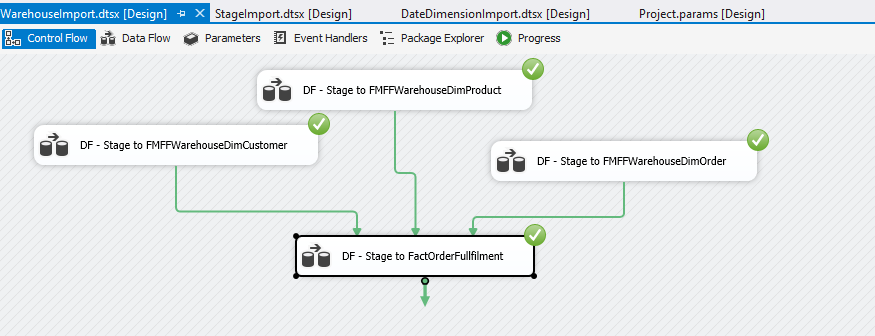 WarehouseImport.dtsx [Design] StageImport.dtsx [Design] DateDimensionImport.dtsx [Design] Project.params [Design]
Control Flow Data Flow Parameters Event Handlers Package Explorer Progress
DF - Stage to FMFFWarehouseDimProduct
DF - Stage to FMFFWarehouseDimCustomer
DF - Stage to FMFFWarehouseDimOrder
DF - Stage to FactOrderFullfilment